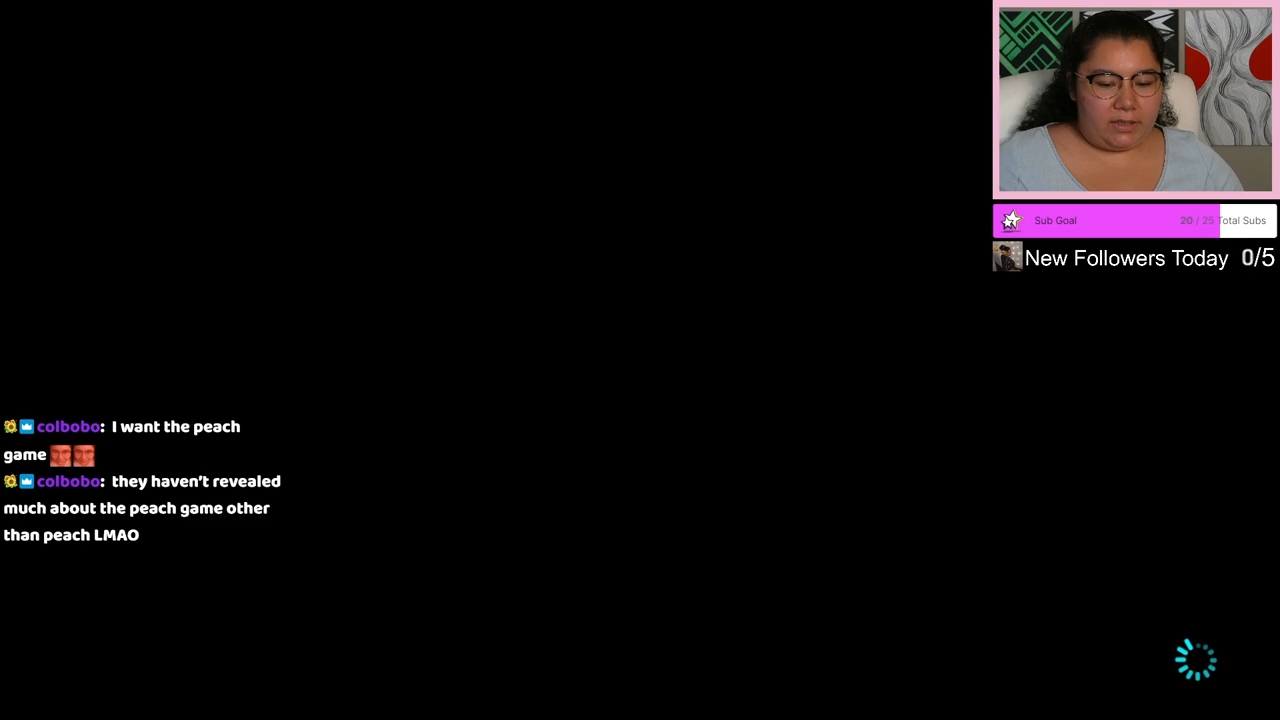 Sub Goal 20 / 25 Total Subs
New Followers Today 0/5
colbobo: I want the peach
game
colbobo: they haven't revealed
much about the peach game other
than peach LMAO